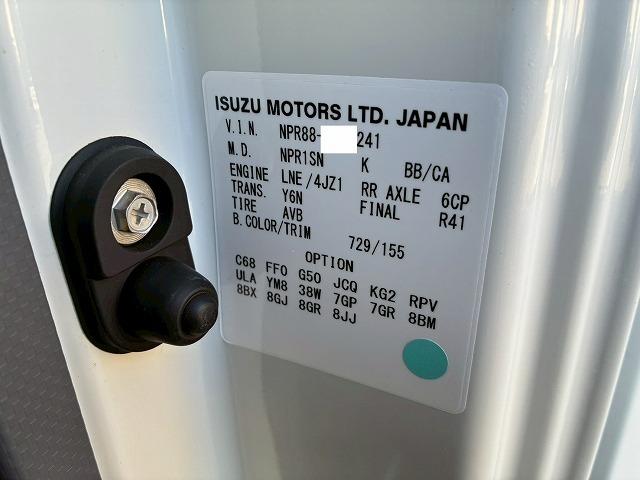 ISUZU MOTORS LTD. JAPAN
V.I.N. NPR88- 241
M.D. NPR1SN K BB/CA
ENGINE LNE/4JZ1 RR AXLE 6CP
TRANS. Y6N FINAL R41
TIRE AVB
B.COLOR/TRIM 729/155
OPTION
C68 FF0 G50 JCQ KG2 RPV
ULA YM8 38W 7GP 7GR 8BM
8BX 8GJ 8GR 8JJ